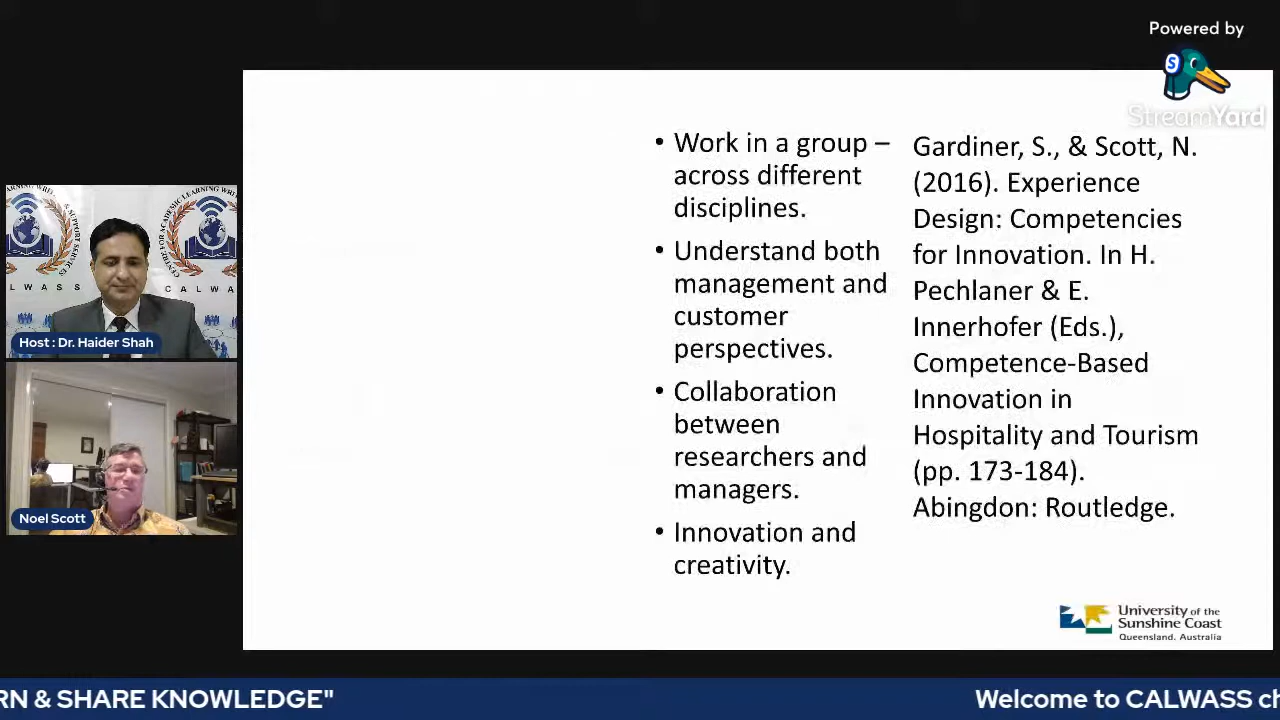 Powered by
StreamYard
• Work in a group –
across different
disciplines.
• Understand both
management and
customer
perspectives.
• Collaboration
between
researchers and
managers.
• Innovation and
creativity.
Gardiner, S., & Scott, N.
(2016). Experience
Design: Competencies
for Innovation. In H.
Pechlaner & E.
Innerhofer (Eds.),
Competence-Based
Innovation in
Hospitality and Tourism
(pp. 173-184).
Abingdon: Routledge.
University of the
Sunshine Coast
Queensland, Australia
CALWASS
Host : Dr. Haider Shah
Noel Scott
RN & SHARE KNOWLEDGE"
Welcome to CALWASS ch